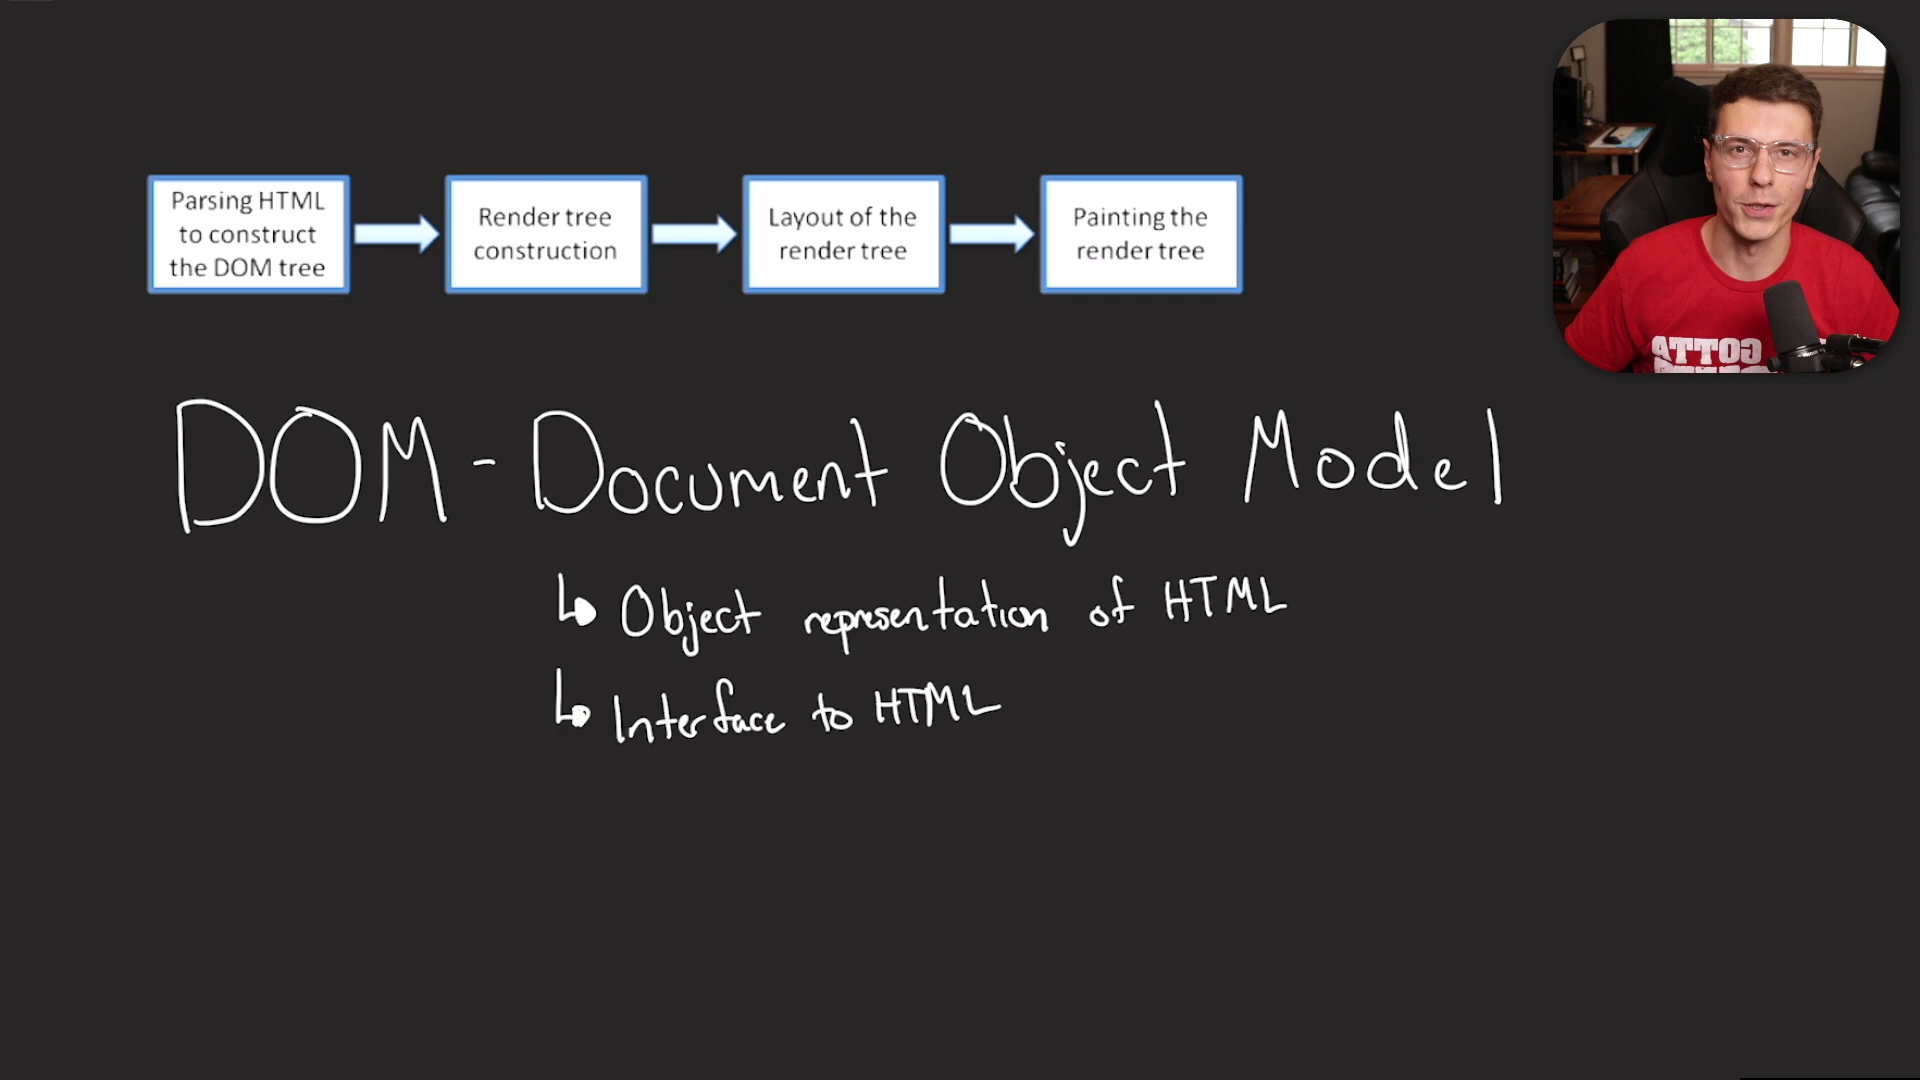 Parsing HTML
to construct
the DOM tree
Render tree
construction
Layout of the
render tree
Painting the
render tree
DOM - Document Object Model
↳ Object representation of HTML
↳ Interface to HTML
GOTTA